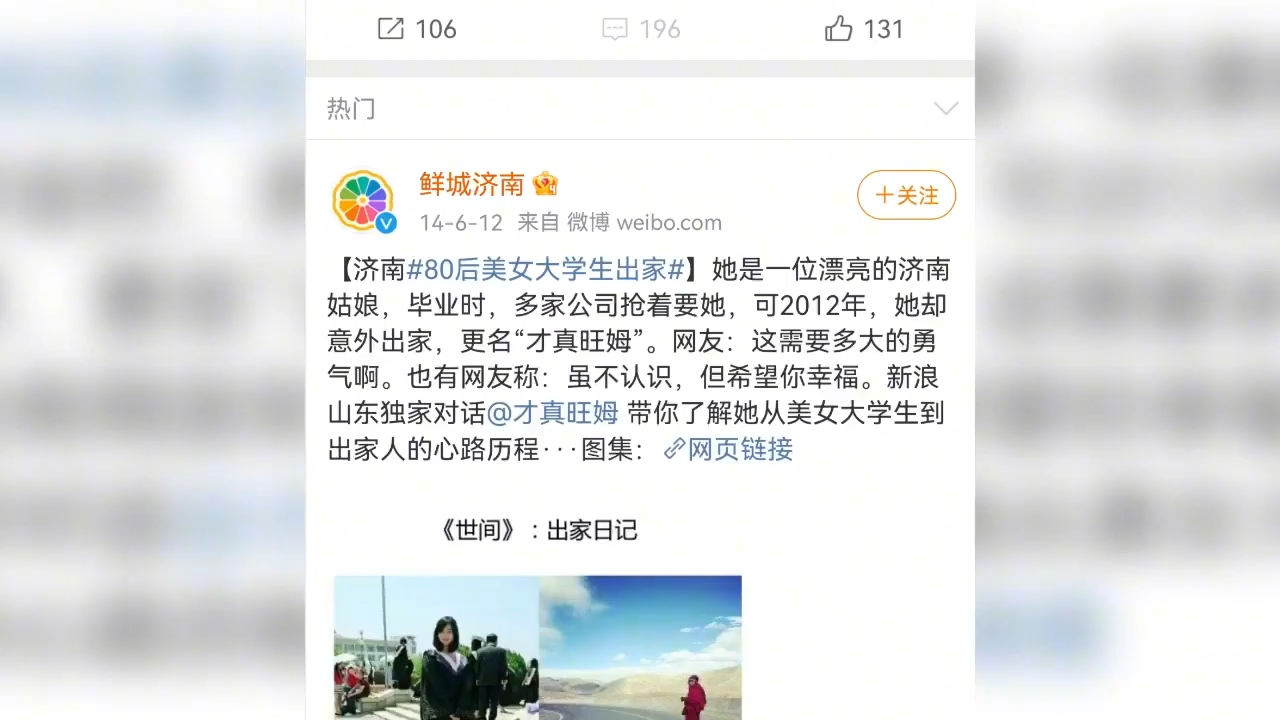 106
196
131
热门
鲜城济南
14-6-12 来自 微博 weibo.com
+关注
【济南#80后美女大学生出家#】她是一位漂亮的济南
姑娘，毕业时，多家公司抢着要她，可2012年，她却
意外出家，更名“才真旺姆”。网友：这需要多大的勇
气啊。也有网友称：虽不认识，但希望你幸福。新浪
山东独家对话@才真旺姆 带你了解她从美女大学生到
出家人的心路历程···图集：网页链接
《世间》：出家日记